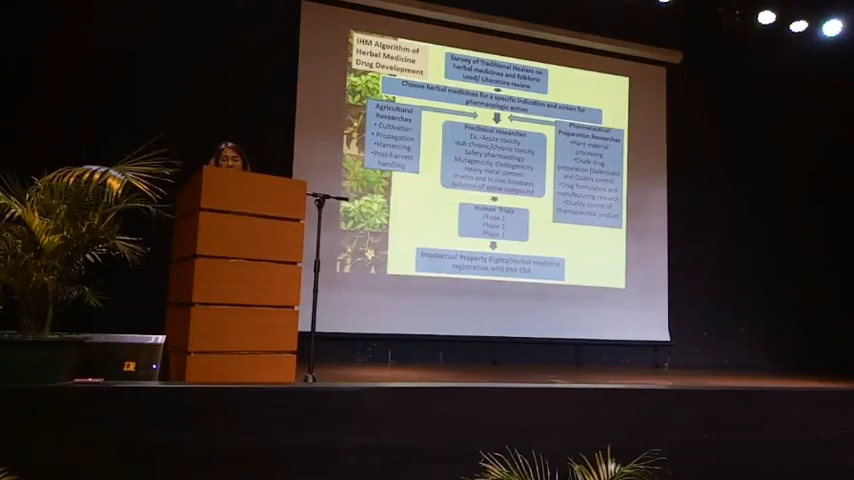 IHM Algorithm of
Herbal Medicine
Drug Development
Survey of Traditional Healers on
herbal medicines and folkloric
used/ Literature review
Choose herbal medicines for a specific indication and screen for
pharmacologic action
Agricultural
Researches
• Cultivation
• Propagation
• Harvesting
• Post-harvest
handling
Preclinical researches
Ex.-Acute toxicity
-sub chronic/chronic toxicity
Safety pharmacology
Mutagenicity, clastogenicity
Heavy metal content
In vitro and in vivo bioassays
Isolation of active compound
Pharmaceutical
Preparation Researches
• Plant material
processing
• Crude drug
preparation (Galenicals)
and Quality control
• Drug formulation and
manufacturing research
• Quality control of
Pharmaceutical product
Human Trials
Phase 1
Phase 2
Phase 3
Intellectual Property Rights/Herbal medicine
registration with Phil FDA